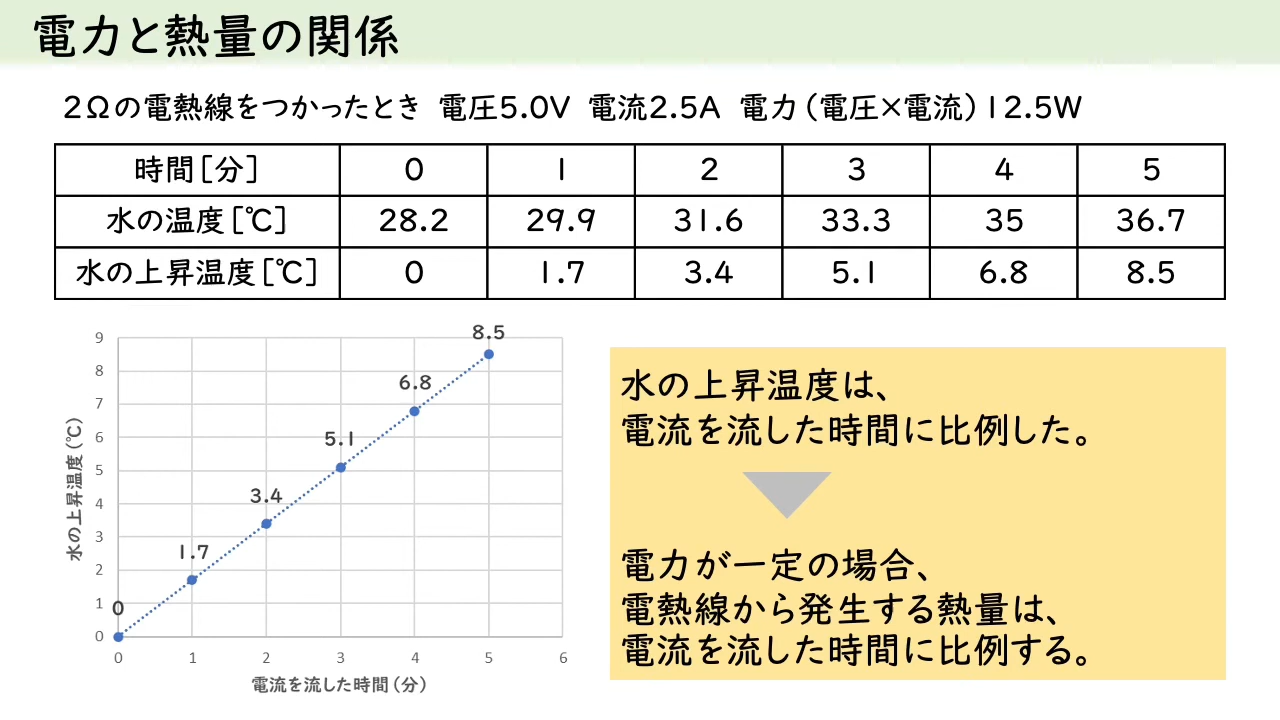 電力と熱量の関係
2Ωの電熱線をつかったとき 電圧5.0V 電流2.5A 電力(電圧×電流)12.5W
時間[分] 0 1 2 3 4 5
水の温度[℃] 28.2 29.9 31.6 33.3 35 36.7
水の上昇温度[℃] 0 1.7 3.4 5.1 6.8 8.5
水の上昇温度(℃)
9
8
7
6
5
4
3
2
1
0
0 1.7 3.4 5.1 6.8 8.5
0 1 2 3 4 5 6
電流を流した時間(分)
水の上昇温度は、
電流を流した時間に比例した。
電力が一定の場合、
電熱線から発生する熱量は、
電流を流した時間に比例する。